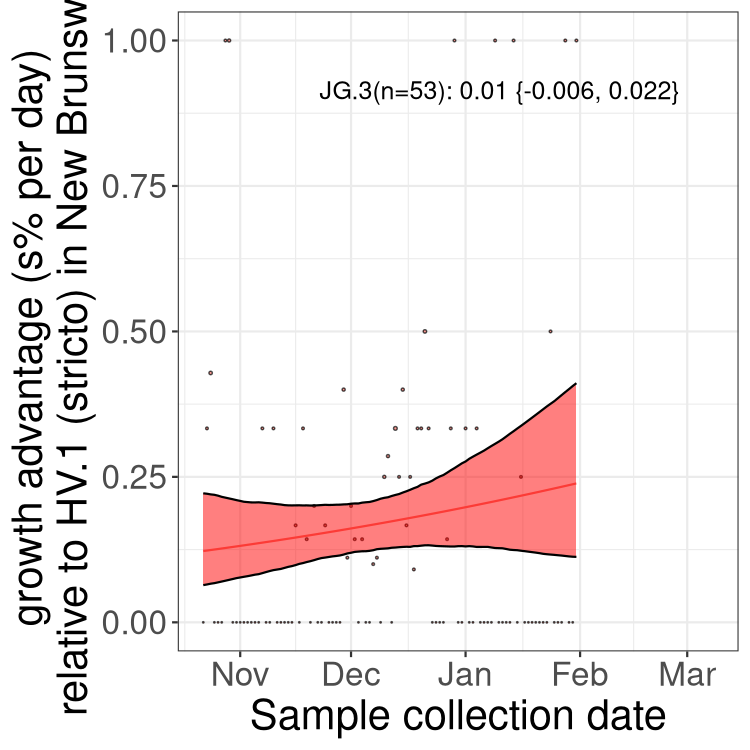 growth advantage (s% per day)
relative to HV.1 (stricto) in New Brunsw
1.00
0.75
0.50
0.25
0.00
JG.3(n=53): 0.01 {-0.006, 0.022}
Nov Dec Jan Feb Mar
Sample collection date